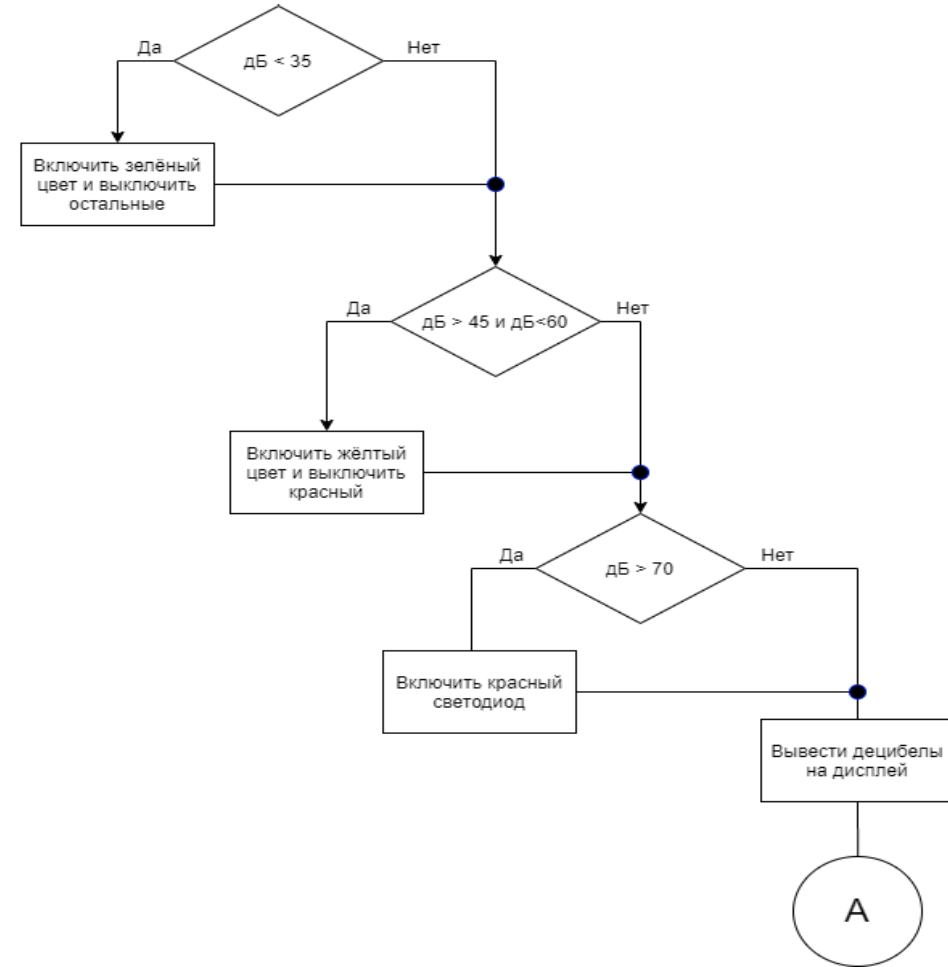 Да
Нет
дБ < 35
Включить зелёный
цвет и выключить
остальные
Да
Нет
дБ > 45 и дБ<60
Включить жёлтый
цвет и выключить
красный
Да
Нет
дБ > 70
Включить красный
светодиод
Вывести децибелы
на дисплей
А